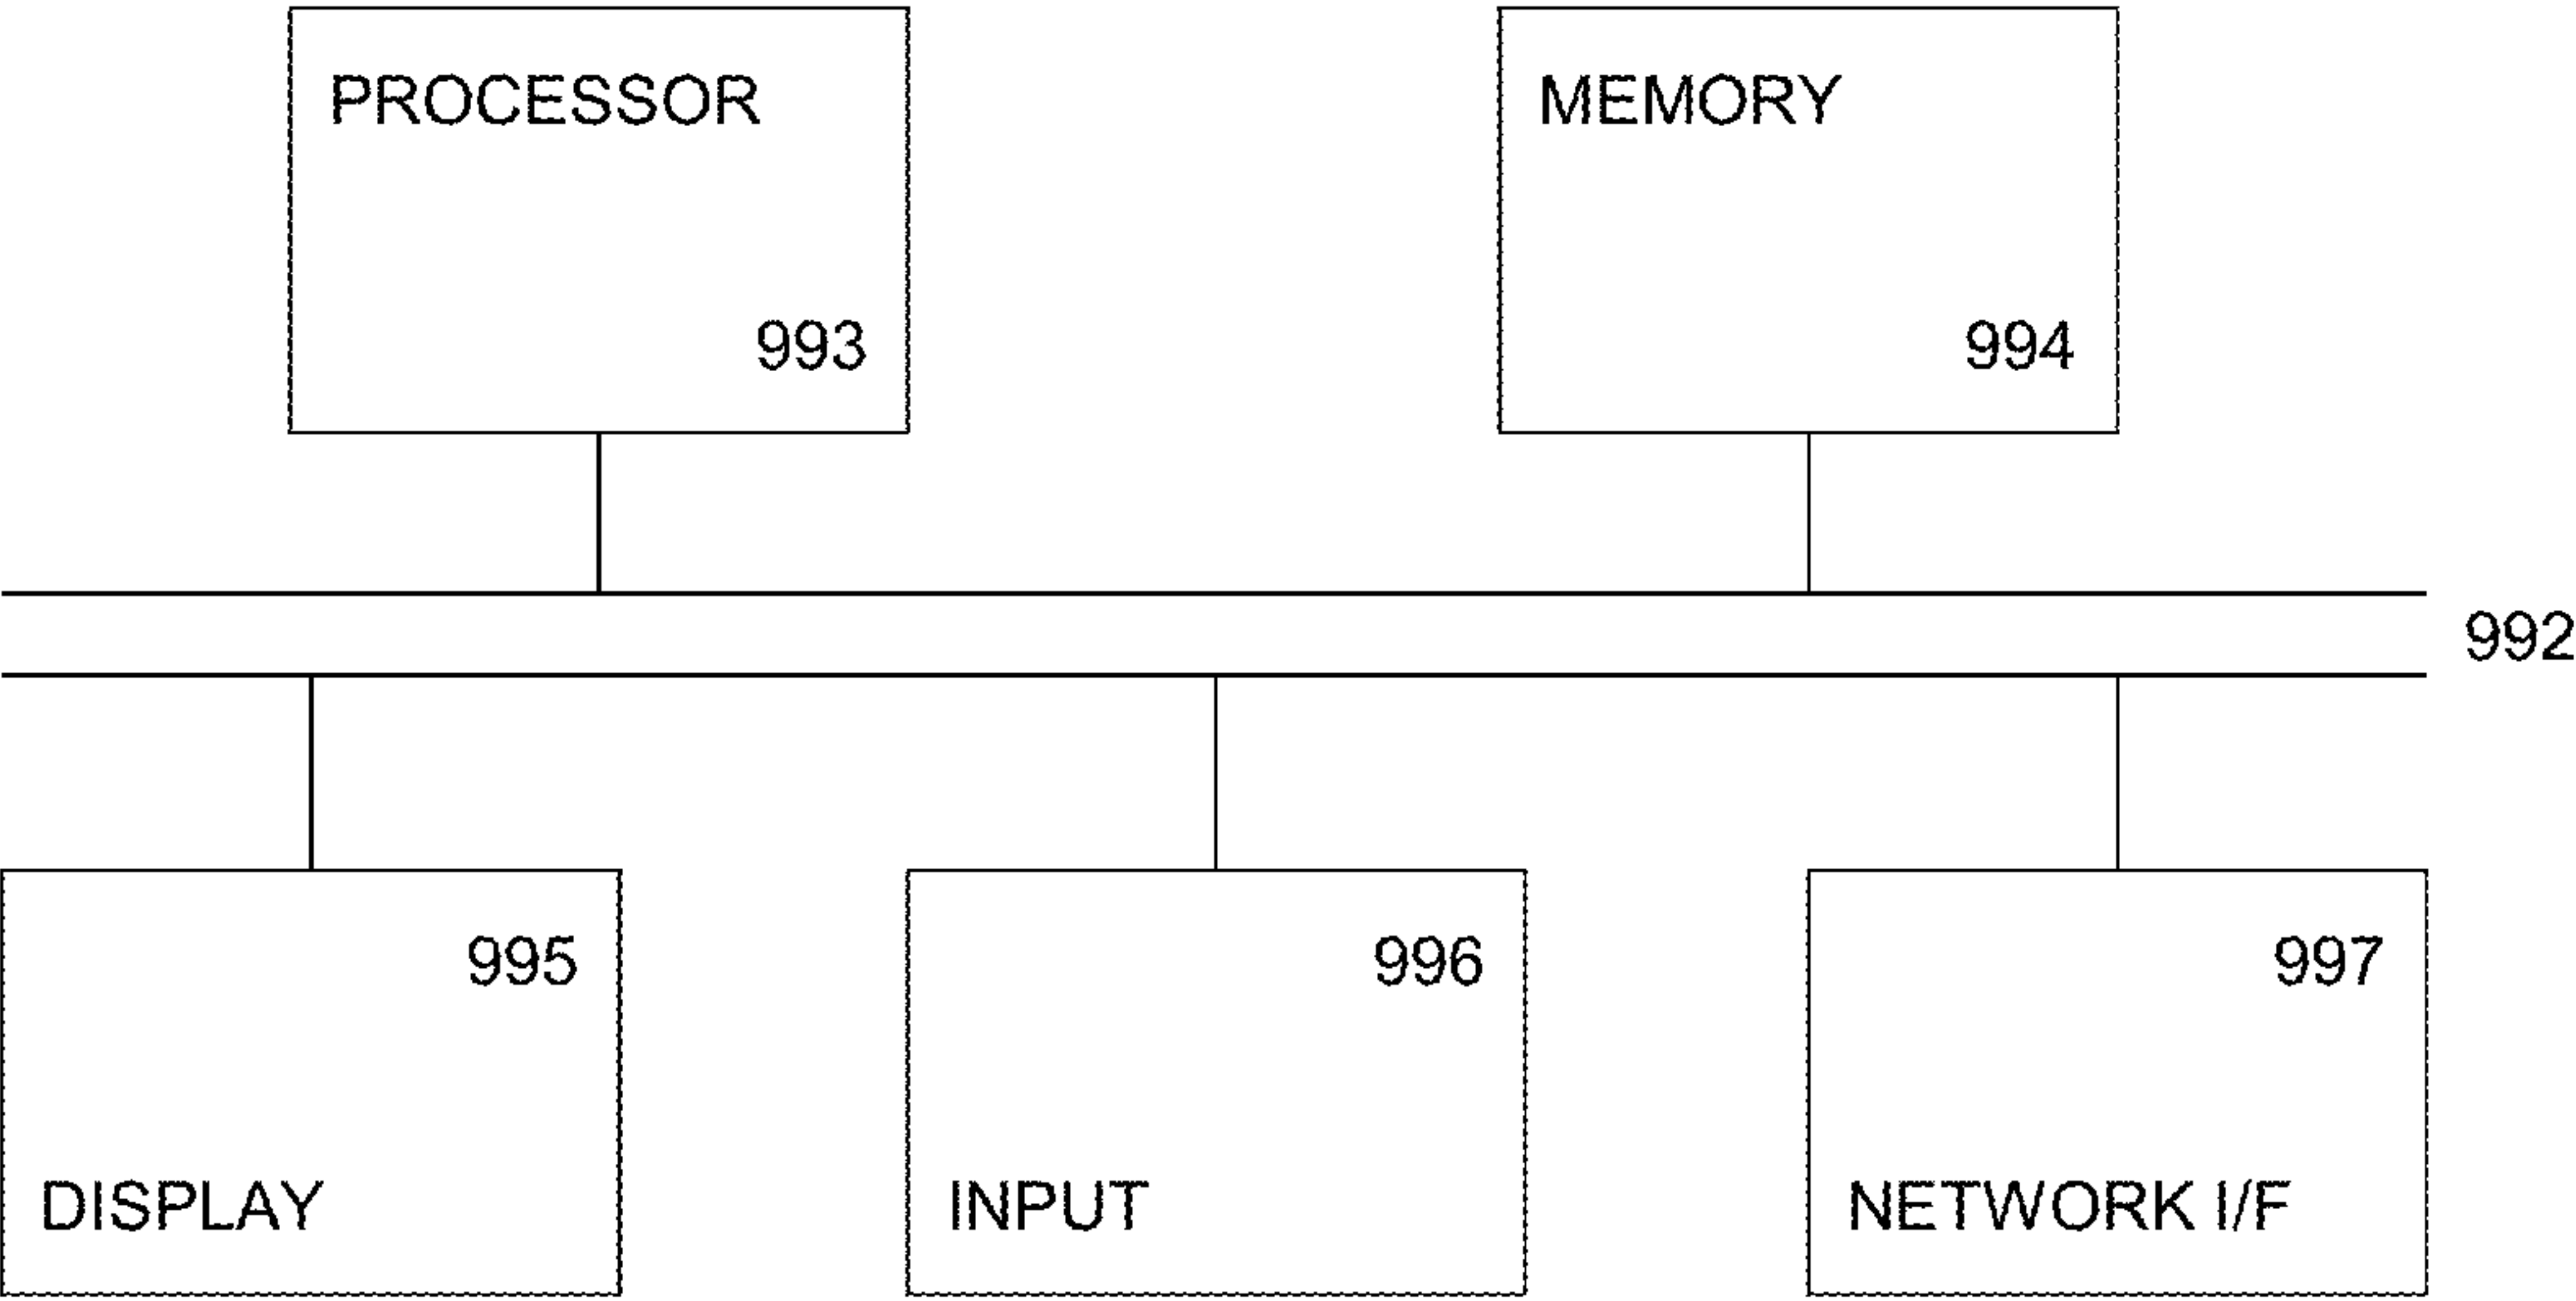 PROCESSOR
993
MEMORY
994
992
995
DISPLAY
996
INPUT
997
NETWORK I/F